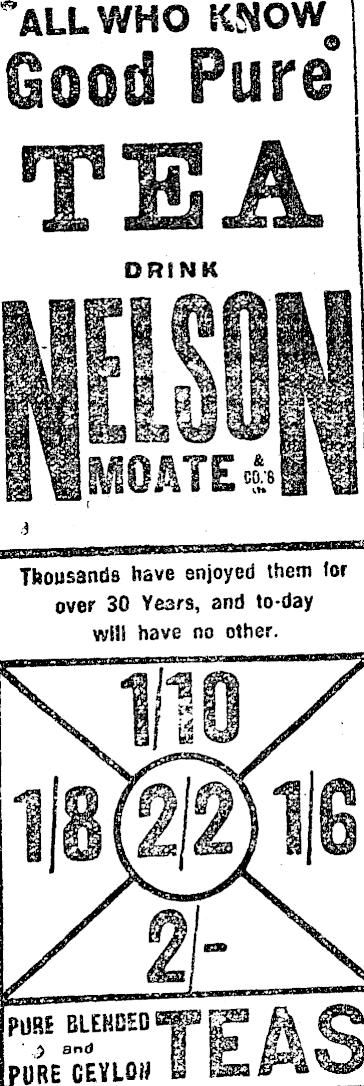 ALL WHO KNOW
Good Pure
TEA
DRINK
NELSON
MOATE & CO.'S LTD.
Thousands have enjoyed them for
over 30 Years, and to-day
will have no other.
1/10
1/8 2/2 1/6
2/-
PURE BLENDED
and
PURE CEYLON
TEAS